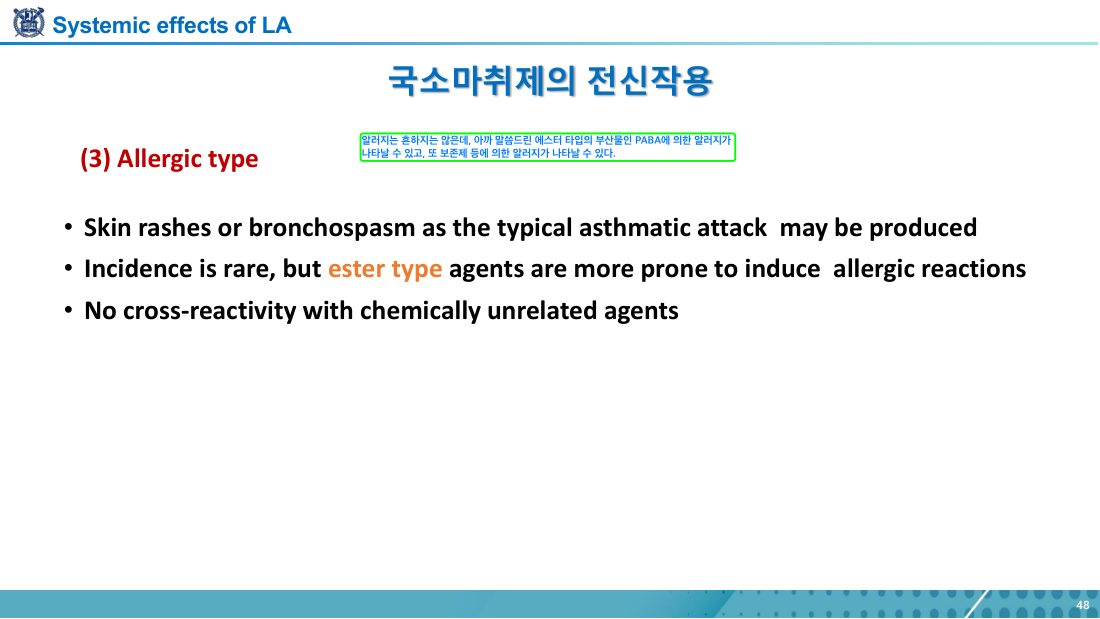 Systemic effects of LA
국소마취제의 전신작용
(3) Allergic type
알러지는 흔하지는 않은데, 아까 말씀드린 에스터 타입의 부산물인 PABA에 의한 알러지가
나타날 수 있고, 또 보존제 등에 의한 알러지가 나타날 수 있다.
• Skin rashes or bronchospasm as the typical asthmatic attack may be produced
• Incidence is rare, but ester type agents are more prone to induce allergic reactions
• No cross-reactivity with chemically unrelated agents
48